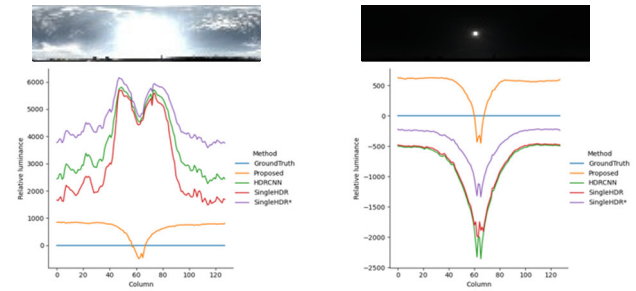 6000
5000
4000
3000
2000
1000
0
Relative luminance
0
20
40
60
80
100
120
Column
Method
GroundTruth
Proposed
HDRCNN
SingleHDR
SingleHDR*
500
0
−500
−1000
−1500
−2000
−2500
Relative luminance
0
20
40
60
80
100
120
Column
Method
GroundTruth
Proposed
HDRCNN
SingleHDR
SingleHDR*